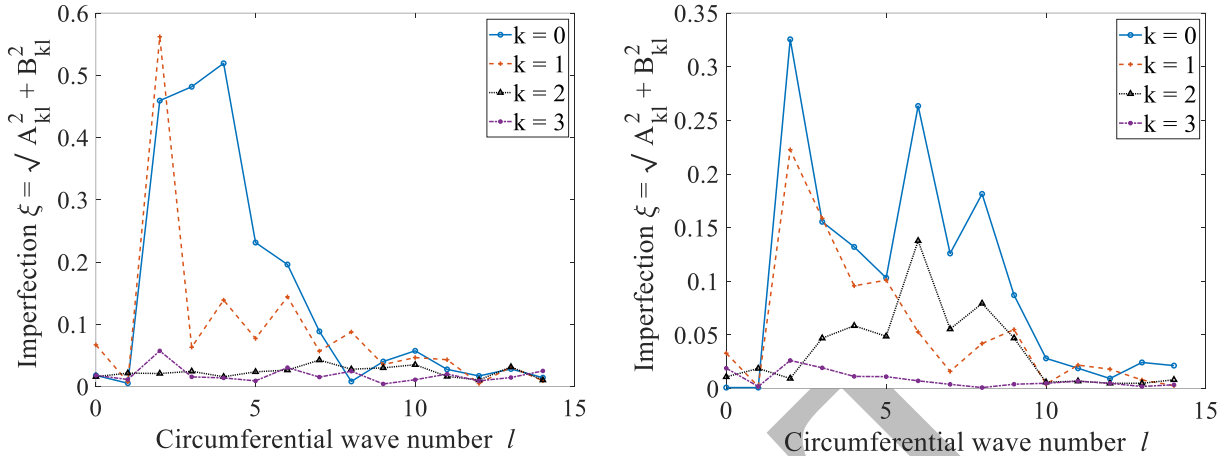 0.6
0.5
0.4
0.3
0.2
0.1
0
Imperfection ξ = √ A²ₖₗ + B²ₖₗ
k = 0
k = 1
k = 2
k = 3
0 5 10 15
Circumferential wave number l
0.35
0.3
0.25
0.2
0.15
0.1
0.05
0
Imperfection ξ = √ A²ₖₗ + B²ₖₗ
k = 0
k = 1
k = 2
k = 3
0 5 10 15
Circumferential wave number l